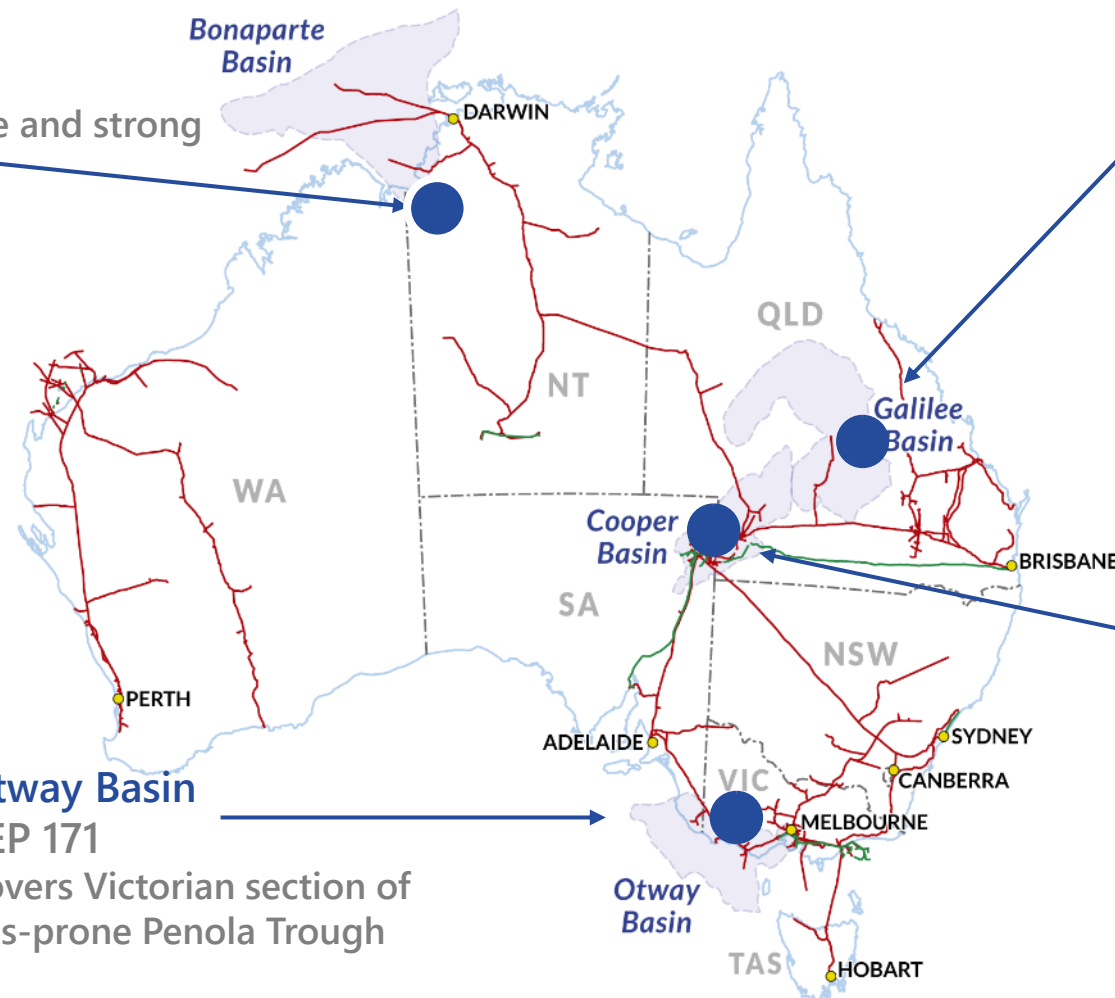 Bonaparte
Basin
DARWIN
e and strong
QLD
NT
Galilee
Basin
WA
Cooper
Basin
BRISBANE
SA
NSW
PERTH
ADELAIDE
SYDNEY
CANBERRA
VIC
MELBOURNE
tway Basin
EP 171
overs Victorian section of
s-prone Penola Trough
Otway
Basin
TAS
HOBART